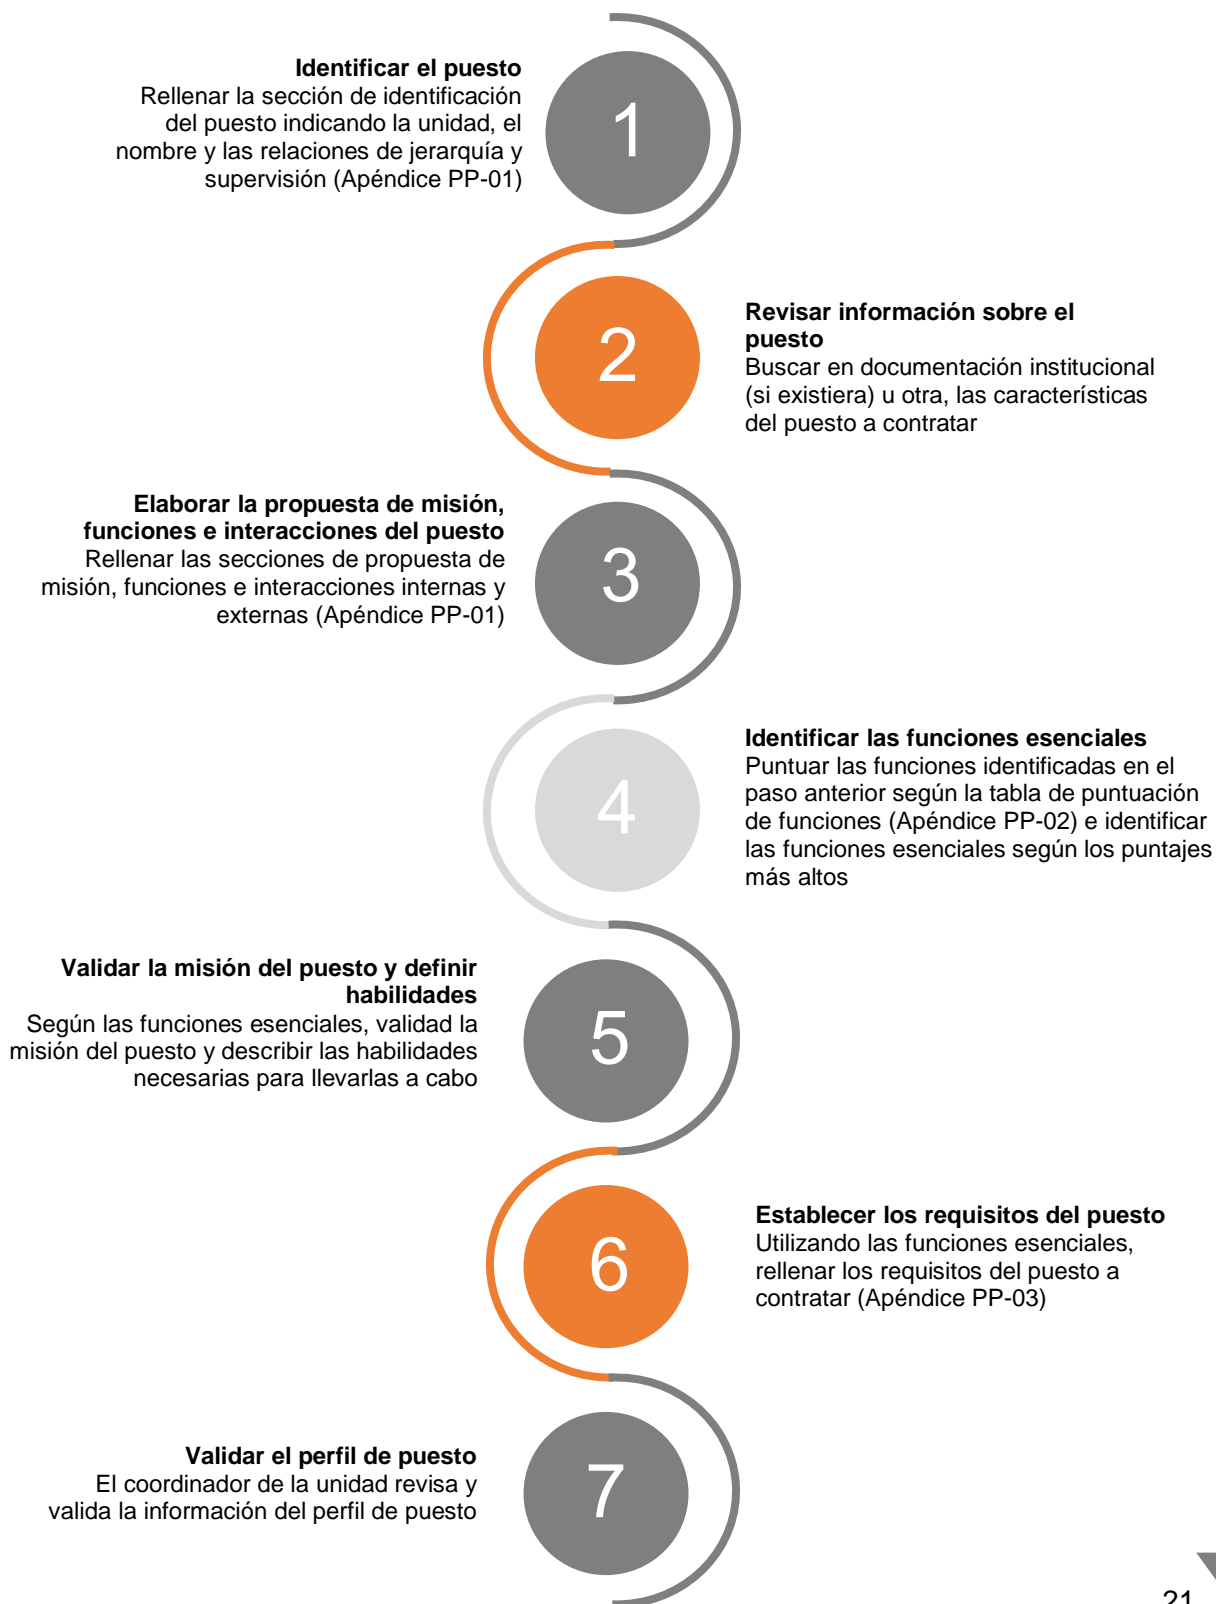 Identificar el puesto
Rellenar la sección de identificación
del puesto indicando la unidad, el
nombre y las relaciones de jerarquía y
supervisión (Apéndice PP-01)
1
2
Revisar información sobre el
puesto
Buscar en documentación institucional
(si existiera) u otra, las características
del puesto a contratar
Elaborar la propuesta de misión,
funciones e interacciones del puesto
Rellenar las secciones de propuesta de
misión, funciones e interacciones internas y
externas (Apéndice PP-01)
3
4
Identificar las funciones esenciales
Puntuar las funciones identificadas en el
paso anterior según la tabla de puntuación
de funciones (Apéndice PP-02) e identificar
las funciones esenciales según los puntajes
más altos
Validar la misión del puesto y definir
habilidades
Según las funciones esenciales, validad la
misión del puesto y describir las habilidades
necesarias para llevarlas a cabo
5
6
Establecer los requisitos del puesto
Utilizando las funciones esenciales,
rellenar los requisitos del puesto a
contratar (Apéndice PP-03)
Validar el perfil de puesto
El coordinador de la unidad revisa y
valida la información del perfil de puesto
7
21